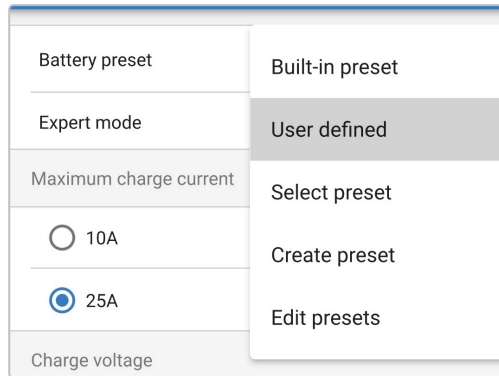 Battery preset
Expert mode
Maximum charge current
10A
25A
Charge voltage
Built-in preset
User defined
Select preset
Create preset
Edit presets